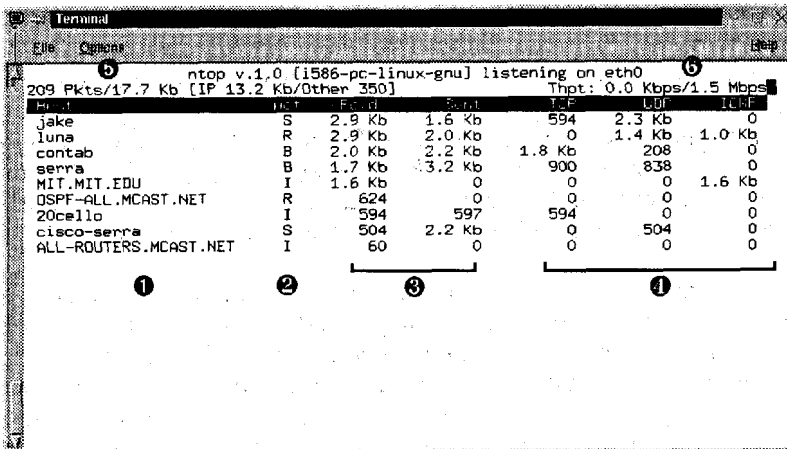 Terminal
File Options Help
❺ ntop v.1.0 [i586-pc-linux-gnu] listening on eth0 ❻
209 Pkts/17.7 Kb [IP 13.2 Kb/Other 350] Thpt: 0.0 Kbps/1.5 Mbps
Host Act Rcvd Sent TCP UDP ICMP
jake S 2.9 Kb 1.6 Kb 594 2.3 Kb 0
luna R 2.9 Kb 2.0 Kb 0 1.4 Kb 1.0 Kb
contab B 2.0 Kb 2.2 Kb 1.8 Kb 208 0
serra B 1.7 Kb 3.2 Kb 900 838 0
MIT.MIT.EDU I 1.6 Kb 0 0 0 1.6 Kb
OSPF-ALL.MCAST.NET R 624 0 0 0 0
20cello I 594 597 594 0 0
cisco-serra S 504 2.2 Kb 0 504 0
ALL-ROUTERS.MCAST.NET I 60 0 0 0 0
❶ ❷ ❸ ❹